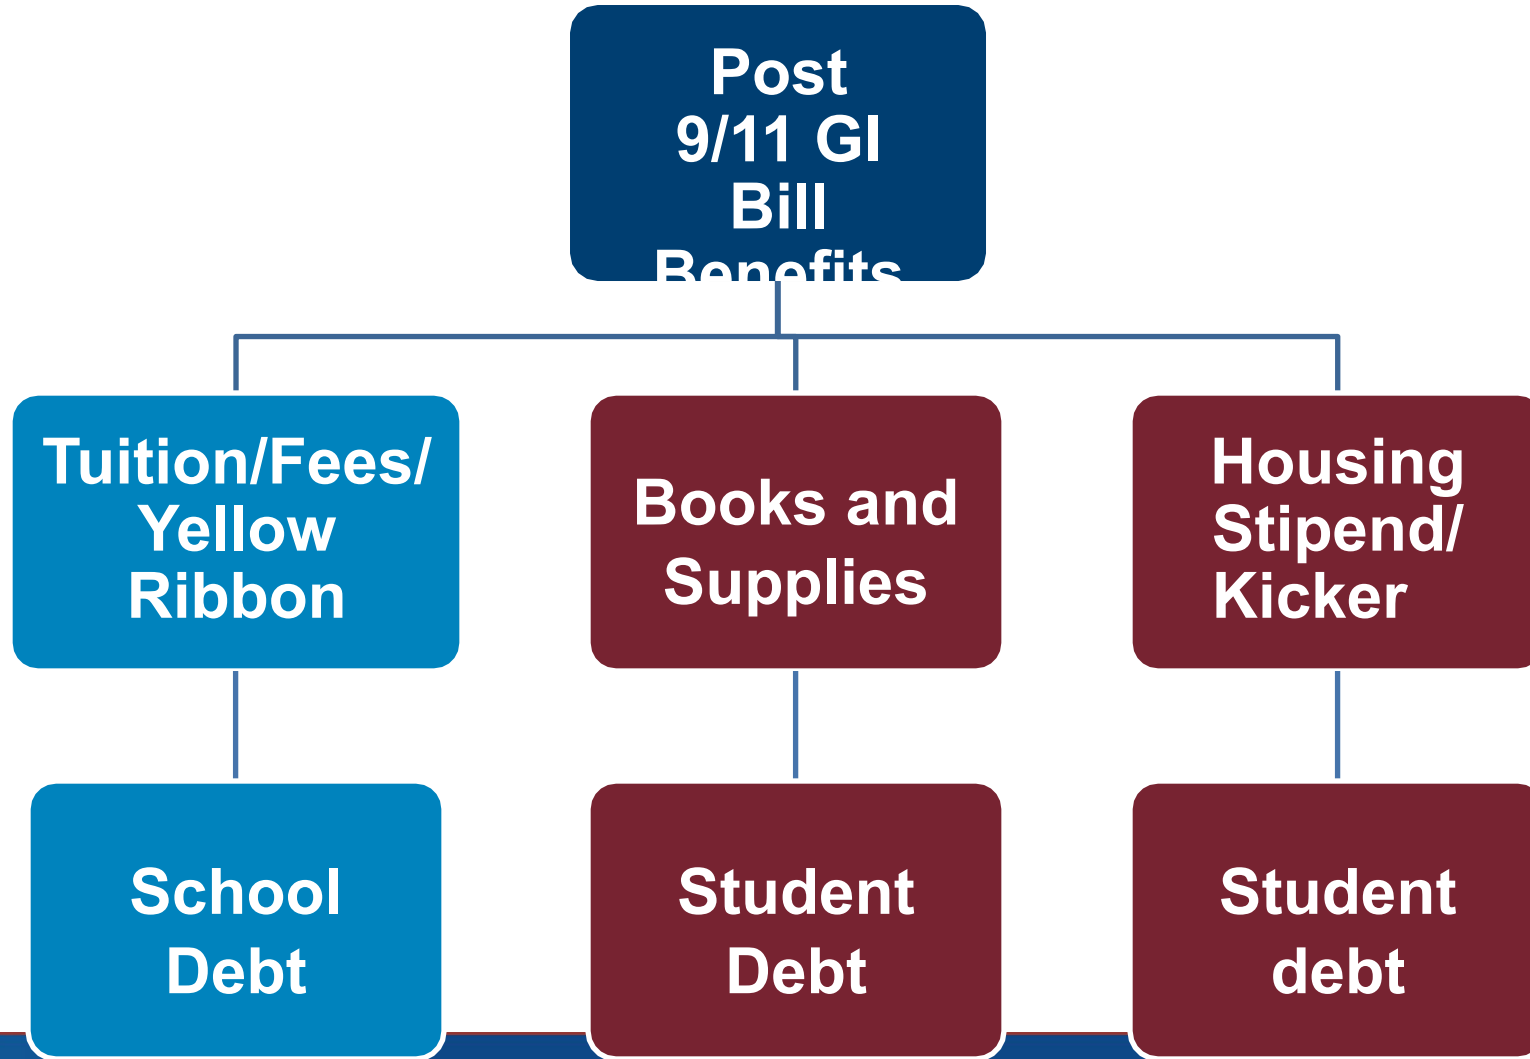 Post
9/11 GI
Bill
Benefits
Tuition/Fees/
Yellow
Ribbon
Books and
Supplies
Housing
Stipend/
Kicker
School
Debt
Student
Debt
Student
debt